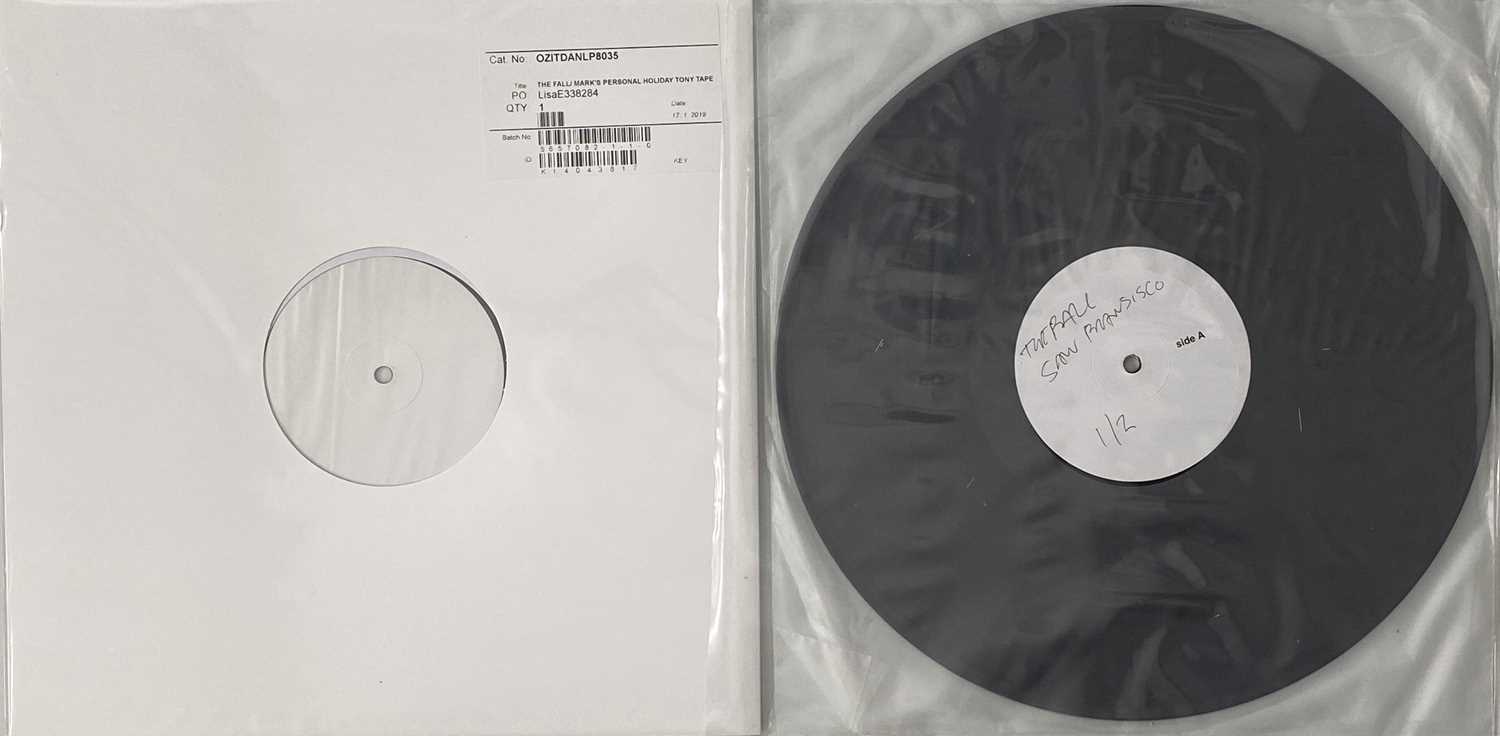 Cat. No. OZITDANLP8035
Title THE FALL/ MARK'S PERSONAL HOLIDAY TONY TAPE
PO LisaE338284
QTY 1
Date
17. 1. 2019
Batch No
5657082-1-1-0
ID
K14043817
KEY
THE FALL
SAN FRANSISCO
side A
1/2